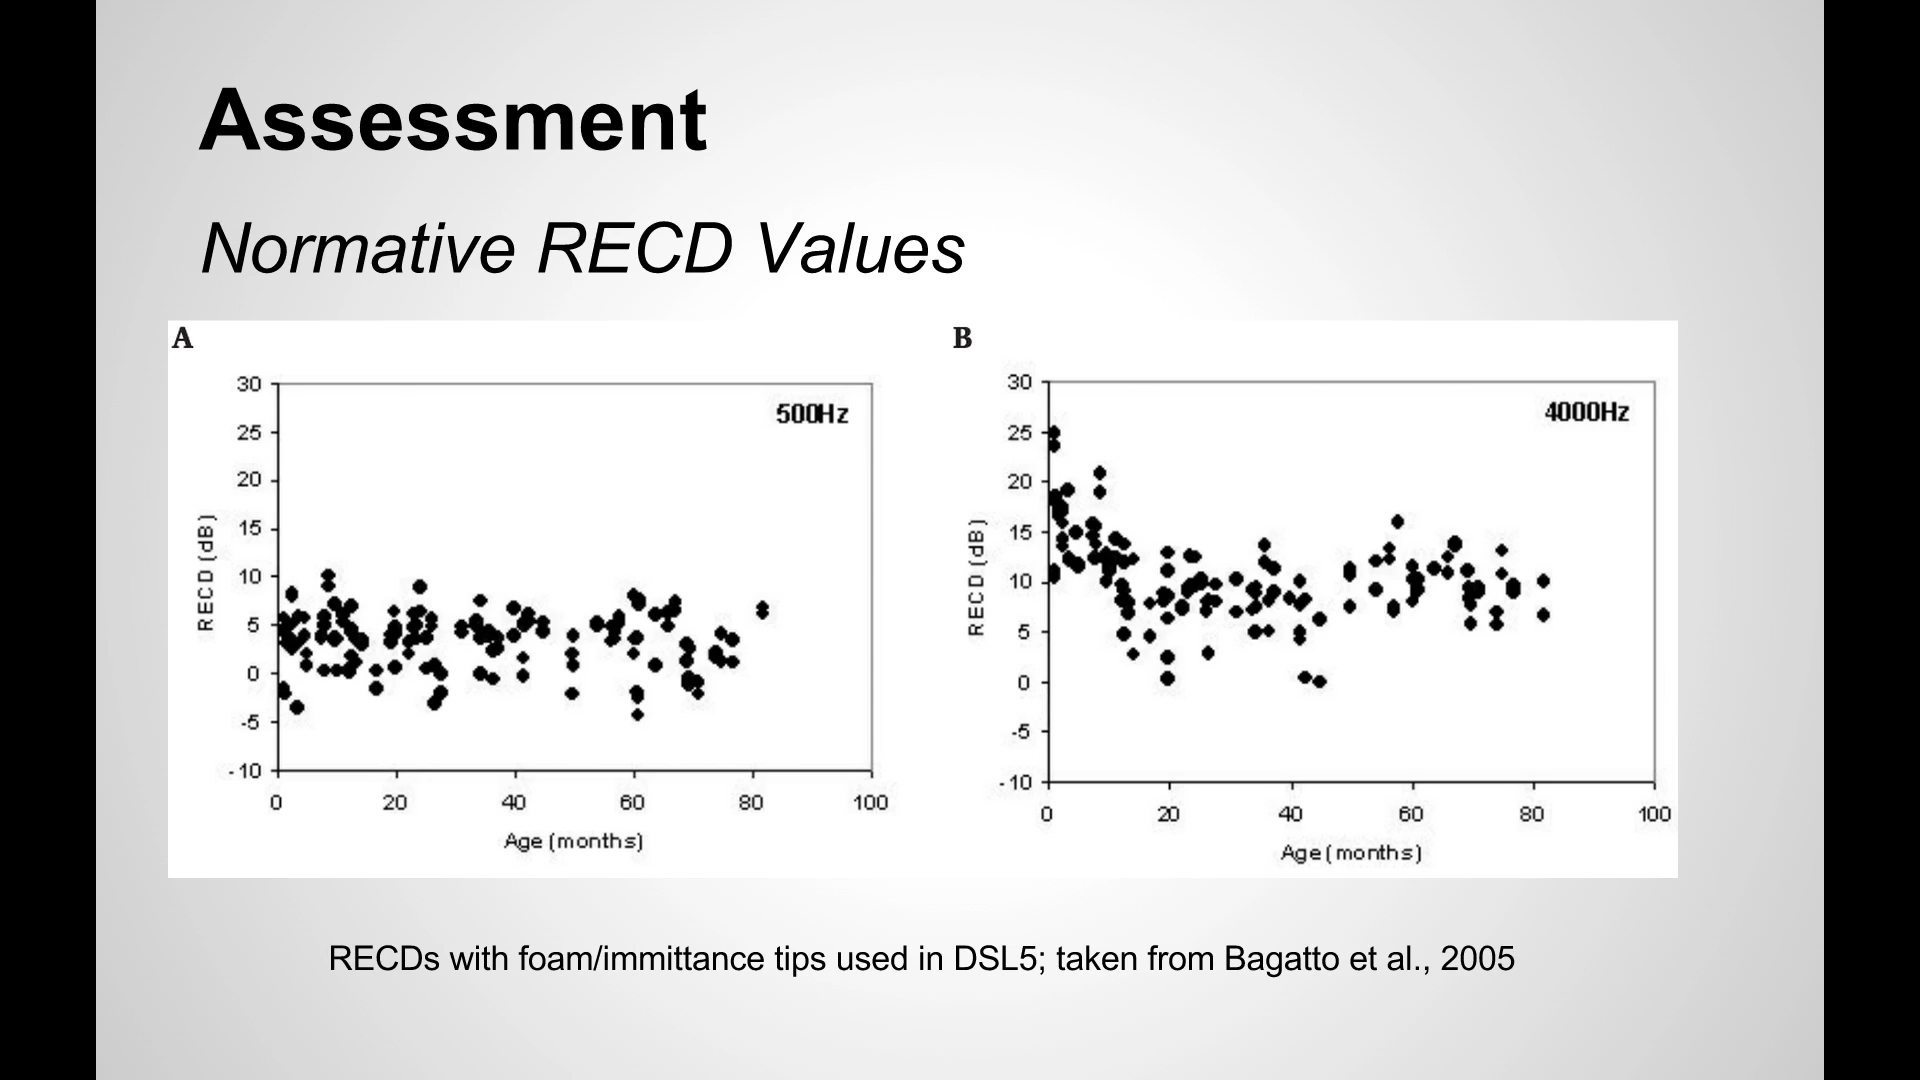 Assessment
Normative RECD Values
A
B
30
25
20
15
10
5
0
-5
-10
RECD (dB)
500Hz
0 20 40 60 80 100
Age (months)
30
25
20
15
10
5
0
-5
-10
RECD (dB)
4000Hz
0 20 40 60 80 100
Age (months)
RECDs with foam/immittance tips used in DSL5; taken from Bagatto et al., 2005